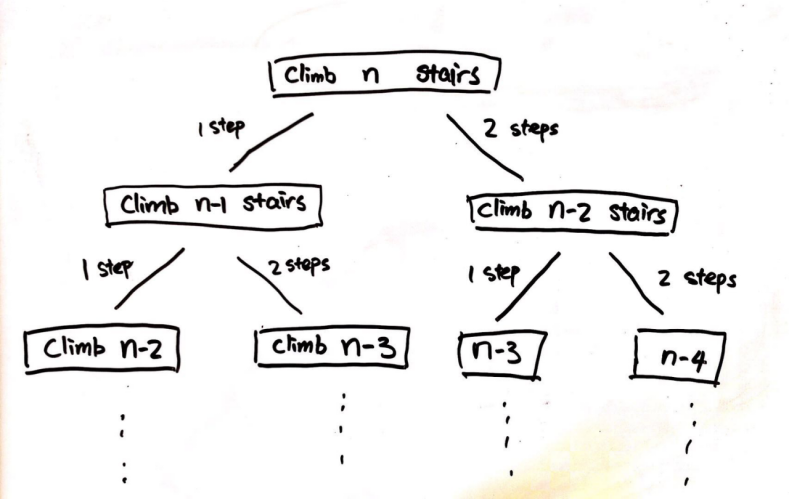 Climb n stairs
1 step
2 steps
Climb n-1 stairs
Climb n-2 stairs
1 step
2 steps
1 step
2 steps
Climb n-2
Climb n-3
n-3
n-4